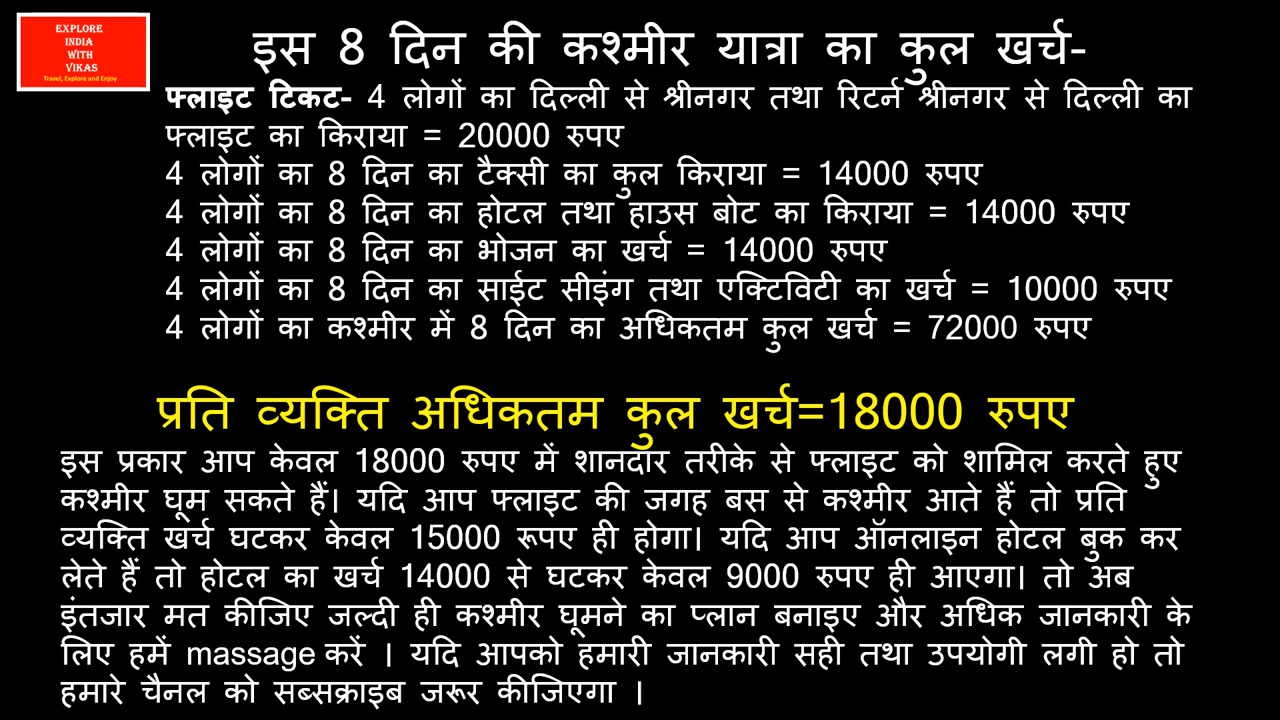 EXPLORE
INDIA
WITH
VIKAS
Travel, Explore and Enjoy
इस 8 दिन की कश्मीर यात्रा का कुल खर्च-
फ्लाइट टिकट- 4 लोगों का दिल्ली से श्रीनगर तथा रिटर्न श्रीनगर से दिल्ली का
फ्लाइट का किराया = 20000 रुपए
4 लोगों का 8 दिन का टैक्सी का कुल किराया = 14000 रुपए
4 लोगों का 8 दिन का होटल तथा हाउस बोट का किराया = 14000 रुपए
4 लोगों का 8 दिन का भोजन का खर्च = 14000 रुपए
4 लोगों का 8 दिन का साईट सीइंग तथा एक्टिविटी का खर्च = 10000 रुपए
4 लोगों का कश्मीर में 8 दिन का अधिकतम कुल खर्च = 72000 रुपए
प्रति व्यक्ति अधिकतम कुल खर्च=18000 रुपए
इस प्रकार आप केवल 18000 रुपए में शानदार तरीके से फ्लाइट को शामिल करते हुए
कश्मीर घूम सकते हैं। यदि आप फ्लाइट की जगह बस से कश्मीर आते हैं तो प्रति
व्यक्ति खर्च घटकर केवल 15000 रूपए ही होगा। यदि आप ऑनलाइन होटल बुक कर
लेते हैं तो होटल का खर्च 14000 से घटकर केवल 9000 रुपए ही आएगा। तो अब
इंतजार मत कीजिए जल्दी ही कश्मीर घूमने का प्लान बनाइए और अधिक जानकारी के
लिए हमें massage करें । यदि आपको हमारी जानकारी सही तथा उपयोगी लगी हो तो
हमारे चैनल को सब्सक्राइब जरूर कीजिएगा ।